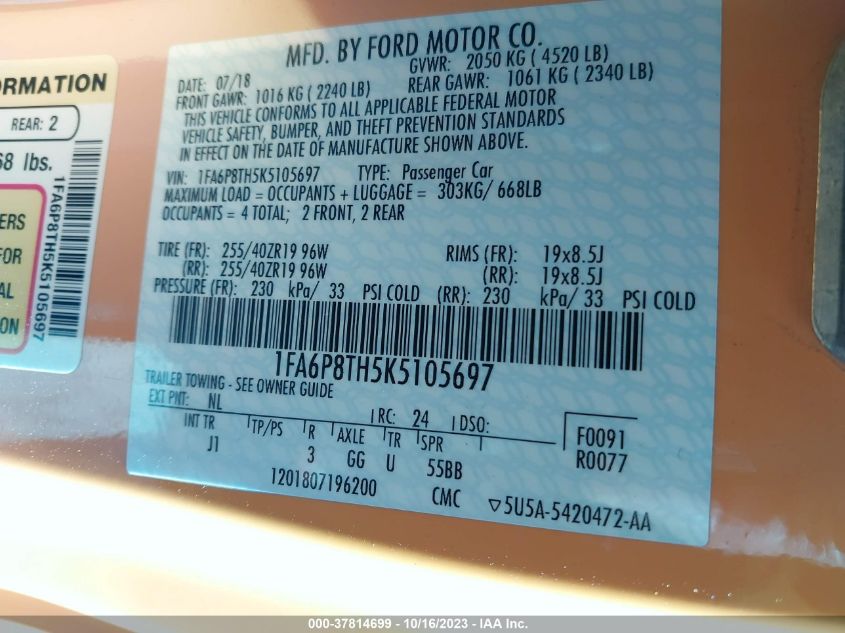 ORMATION
REAR: 2
68 lbs.
1FA6P8TH5K5105697
ERS
FOR
AL
ION
MFD. BY FORD MOTOR CO.
DATE: 07/18 GVWR: 2050 KG ( 4520 LB)
FRONT GAWR: 1016 KG ( 2240 LB) REAR GAWR: 1061 KG ( 2340 LB)
THIS VEHICLE CONFORMS TO ALL APPLICABLE FEDERAL MOTOR
VEHICLE SAFETY, BUMPER, AND THEFT PREVENTION STANDARDS
IN EFFECT ON THE DATE OF MANUFACTURE SHOWN ABOVE.
VIN: 1FA6P8TH5K5105697 TYPE: Passenger Car
MAXIMUM LOAD = OCCUPANTS + LUGGAGE = 303KG/ 668LB
OCCUPANTS = 4 TOTAL; 2 FRONT, 2 REAR
TIRE (FR): 255/40ZR19 96W RIMS (FR): 19x8.5J
(RR): 255/40ZR19 96W (RR): 19x8.5J
PRESSURE (FR): 230 kPa/ 33 PSI COLD (RR): 230 kPa/ 33 PSI COLD
1FA6P8TH5K5105697
TRAILER TOWING - SEE OWNER GUIDE
EXT PNT: NL RC: 24 DSO:
INT TR TP/PS R AXLE TR SPR F0091
J1 3 GG U 55BB R0077
1201807196200 CMC ▽5U5A-5420472-AA
000-37814699 - 10/16/2023 - IAA Inc.